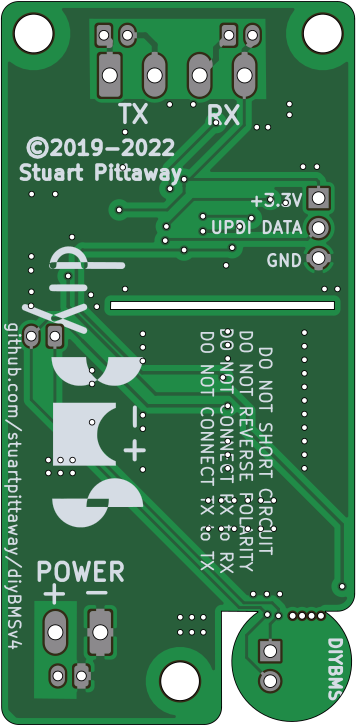 TX
RX
©2019-2022
Stuart Pittaway
+3.3V
UPDI DATA
GND
DO NOT SHORT CIRCUIT
DO NOT REVERSE POLARITY
DO NOT CONNECT RX to RX
DO NOT CONNECT TX to TX
github.com/stuartpittaway/diyBMSv4
- +
POWER
+ -
DIYBMS